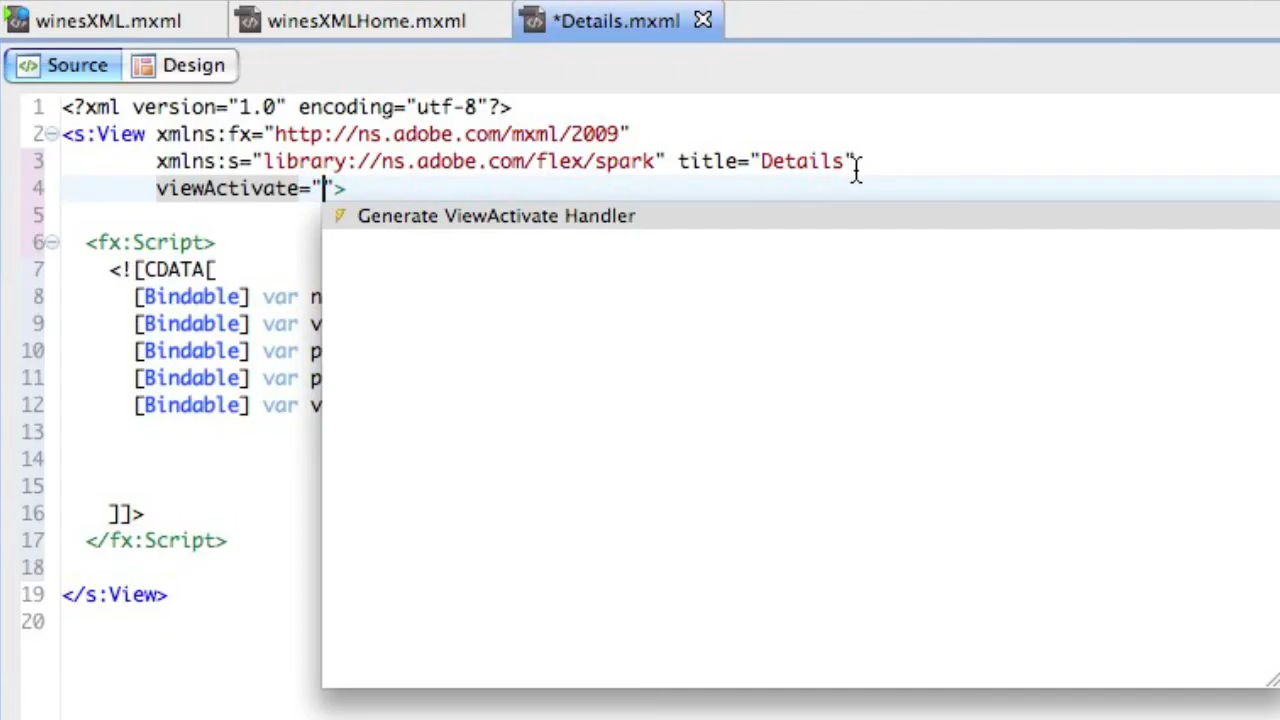 winesXML.mxml
winesXMLHome.mxml
*Details.mxml
Source
Design
1 <?xml version="1.0" encoding="utf-8"?>
2 <s:View xmlns:fx="http://ns.adobe.com/mxml/2009"
3 xmlns:s="library://ns.adobe.com/flex/spark" title="Details"
4 viewActivate="">
Generate ViewActivate Handler
5
6 <fx:Script>
7 <![CDATA[
8 [Bindable] var n
9 [Bindable] var v
10 [Bindable] var p
11 [Bindable] var p
12 [Bindable] var v
13
14
15
16 ]]>
17 </fx:Script>
18
19 </s:View>
20